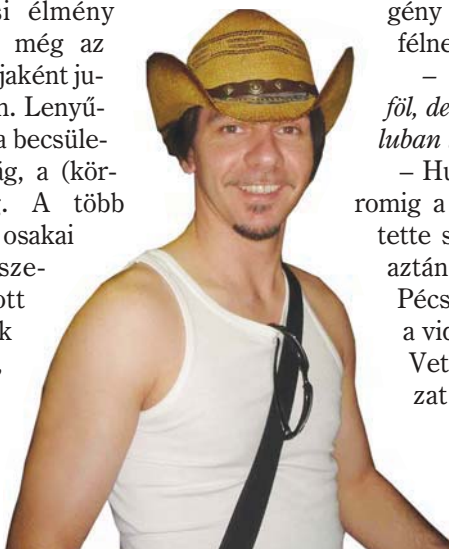 si élmény
még az
jaként ju-
n. Lenyű-
a becsüle-
ág, a (kör-
g. A több
osakai
sze-
ott
k
,
gény
félne
–
föl, de
luban
– Hu
romig a
tette s
aztán
Pécs
a vid
Vet
zat